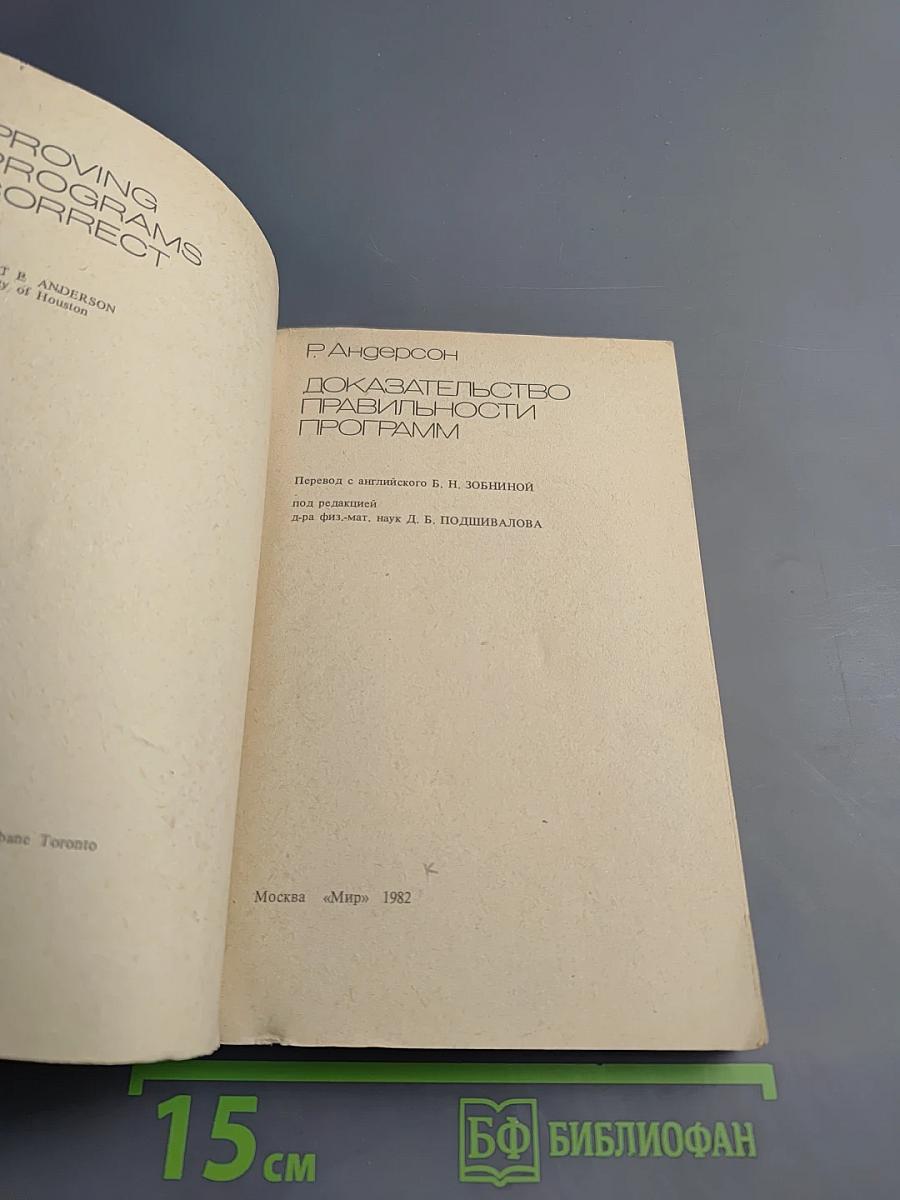 PROVING
PROGRAMS
CORRECT
ANDERSON
of Houston
Toronto
Р. Андерсон
ДОКАЗАТЕЛЬСТВО
ПРАВИЛЬНОСТИ
ПРОГРАММ
Перевод с английского Б. Н. ЗОБНИНОЙ
под редакцией
д-ра физ.-мат. наук Д. Б. ПОДШИВАЛОВА
Москва «Мир» 1982
15 см
БФ БИБЛИОФАН